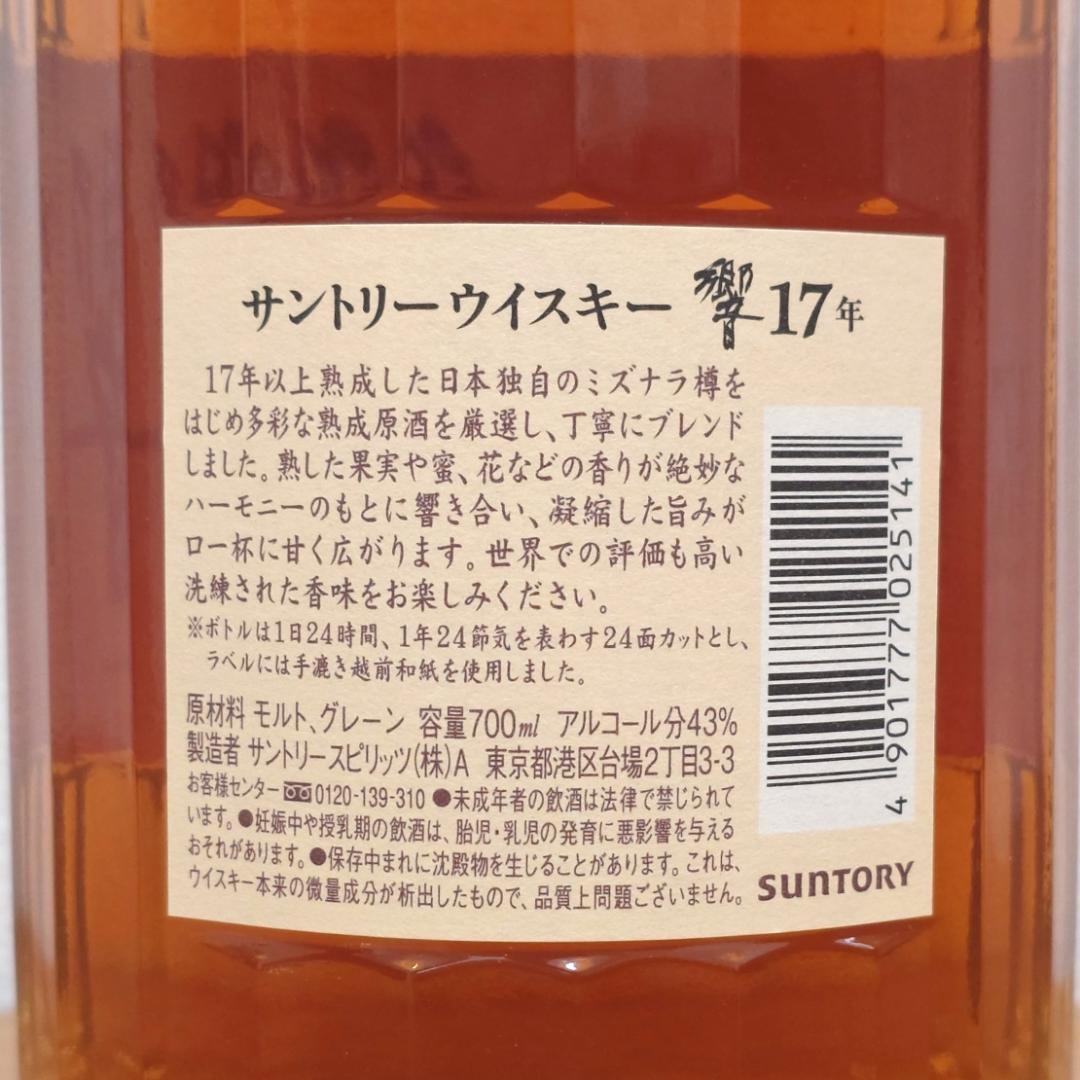 サントリーウイスキー 響 17年
17年以上熟成した日本独自のミズナラ樽を
はじめ多彩な熟成原酒を厳選し、丁寧にブレンド
しました。熟した果実や蜜、花などの香りが絶妙な
ハーモニーのもとに響き合い、凝縮した旨みが
口一杯に甘く広がります。世界での評価も高い
洗練された香味をお楽しみください。
※ボトルは1日24時間、1年24節気を表わす24面カットとし、
ラベルには手漉き越前和紙を使用しました。
原材料 モルト、グレーン 容量700ml アルコール分43%
製造者 サントリースピリッツ(株)A 東京都港区台場2丁目3-3
お客様センター 0120-139-310 ●未成年者の飲酒は法律で禁じられて
います。●妊娠中や授乳期の飲酒は、胎児・乳児の発育に悪影響を与える
おそれがあります。●保存中まれに沈殿物を生じることがあります。これは、
ウイスキー本来の微量成分が析出したもので、品質上問題ございません。
4 901777 025141
SUNTORY